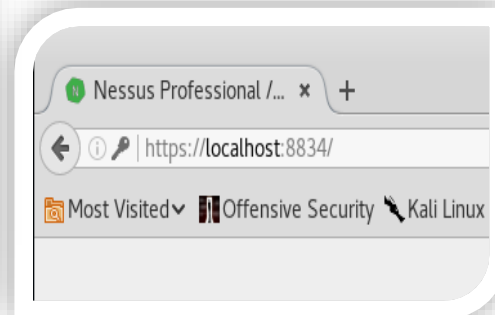 Nessus Professional /...
https://localhost:8834/
Most Visited Offensive Security Kali Linux